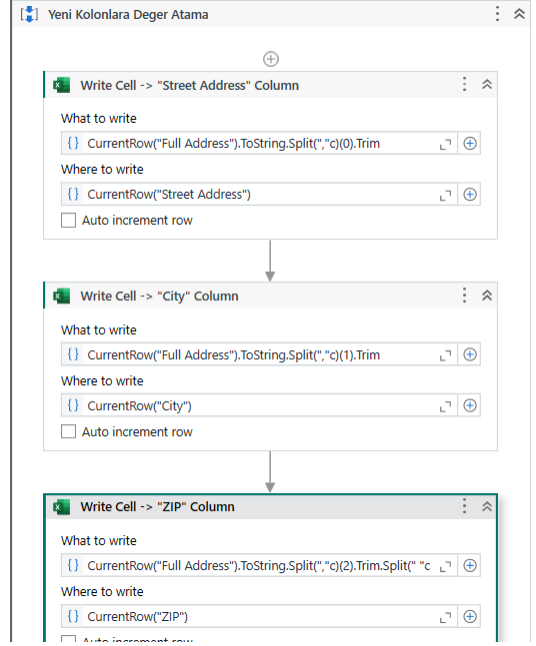 Yeni Kolonlara Deger Atama
Write Cell -> "Street Address" Column
What to write
{} CurrentRow("Full Address").ToString.Split(","c)(0).Trim
Where to write
{} CurrentRow("Street Address")
Auto increment row
Write Cell -> "City" Column
What to write
{} CurrentRow("Full Address").ToString.Split(","c)(1).Trim
Where to write
{} CurrentRow("City")
Auto increment row
Write Cell -> "ZIP" Column
What to write
{} CurrentRow("Full Address").ToString.Split(","c)(2).Trim.Split(" "c
Where to write
{} CurrentRow("ZIP")
Auto increment row